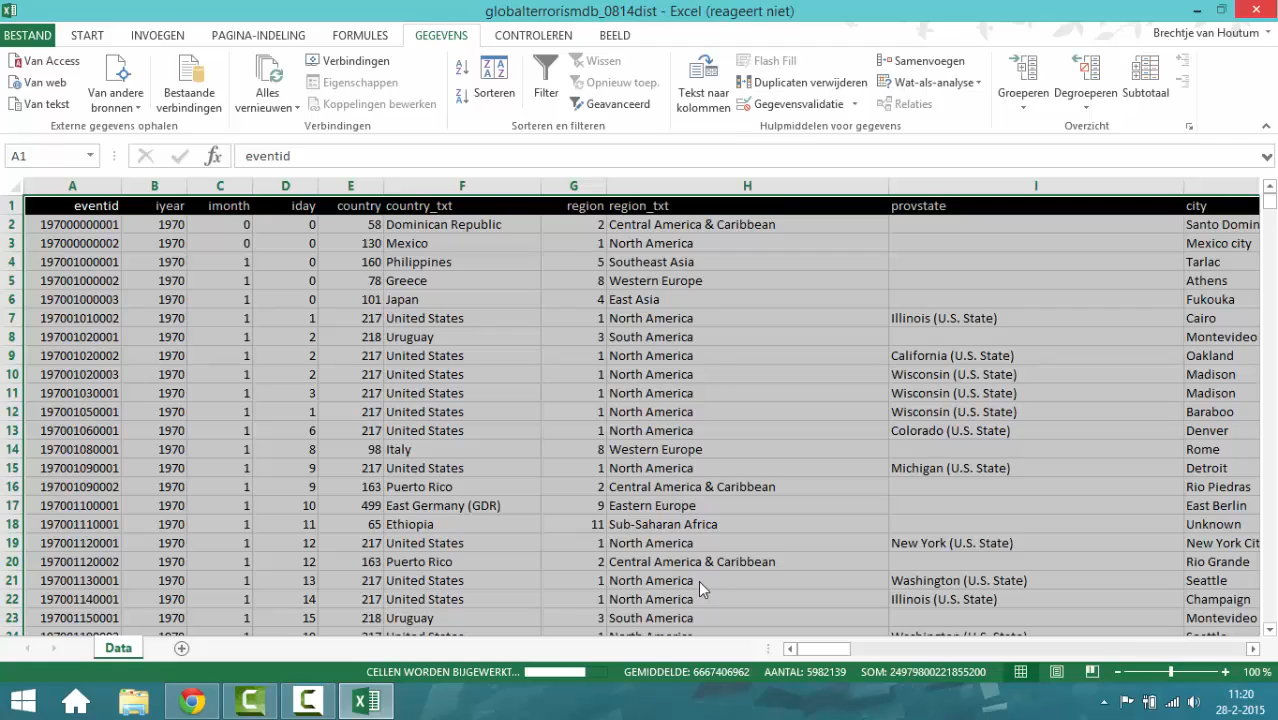 globalterrorismdb_0814dist - Excel (reageert niet)
BESTAND START INVOEGEN PAGINA-INDELING FORMULES GEGEVENS CONTROLEREN BEELD Brechtje van Houtum
Van Access
Van web
Van tekst
Van andere bronnen
Bestaande verbindingen
Externe gegevens ophalen
Alles vernieuwen
Verbindingen
Eigenschappen
Koppelingen bewerken
Verbindingen
Sorteren
Filter
Wissen
Opnieuw toep.
Geavanceerd
Sorteren en filteren
Tekst naar kolommen
Flash Fill
Duplicaten verwijderen
Gegevensvalidatie
Samenvoegen
Wat-als-analyse
Relaties
Hulpmiddelen voor gegevens
Groeperen
Degroeperen
Subtotaal
Overzicht
A1 fx eventid
A B C D E F G H I
1 eventid iyear imonth iday country country_txt region region_txt provstate city
2 197000000001 1970 0 0 58 Dominican Republic 2 Central America & Caribbean Santo Domin
3 197000000002 1970 0 0 130 Mexico 1 North America Mexico city
4 197001000001 1970 1 0 160 Philippines 5 Southeast Asia Tarlac
5 197001000002 1970 1 0 78 Greece 8 Western Europe Athens
6 197001000003 1970 1 0 101 Japan 4 East Asia Fukouka
7 197001010002 1970 1 1 217 United States 1 North America Illinois (U.S. State) Cairo
8 197001020001 1970 1 2 218 Uruguay 3 South America Montevideo
9 197001020002 1970 1 2 217 United States 1 North America California (U.S. State) Oakland
10 197001020003 1970 1 2 217 United States 1 North America Wisconsin (U.S. State) Madison
11 197001030001 1970 1 3 217 United States 1 North America Wisconsin (U.S. State) Madison
12 197001050001 1970 1 1 217 United States 1 North America Wisconsin (U.S. State) Baraboo
13 197001060001 1970 1 6 217 United States 1 North America Colorado (U.S. State) Denver
14 197001080001 1970 1 8 98 Italy 8 Western Europe Rome
15 197001090001 1970 1 9 217 United States 1 North America Michigan (U.S. State) Detroit
16 197001090002 1970 1 9 163 Puerto Rico 2 Central America & Caribbean Rio Piedras
17 197001100001 1970 1 10 499 East Germany (GDR) 9 Eastern Europe East Berlin
18 197001110001 1970 1 11 65 Ethiopia 11 Sub-Saharan Africa Unknown
19 197001120001 1970 1 12 217 United States 1 North America New York (U.S. State) New York Cit
20 197001120002 1970 1 12 163 Puerto Rico 2 Central America & Caribbean Rio Grande
21 197001130001 1970 1 13 217 United States 1 North America Washington (U.S. State) Seattle
22 197001140001 1970 1 14 217 United States 1 North America Illinois (U.S. State) Champaign
23 197001150001 1970 1 15 218 Uruguay 3 South America Montevideo
Data
CELLEN WORDEN BIJGEWERKT... GEMIDDELDE: 6667406962 AANTAL: 5982139 SOM: 24979800221855200 100 %
11:20
28-2-2015